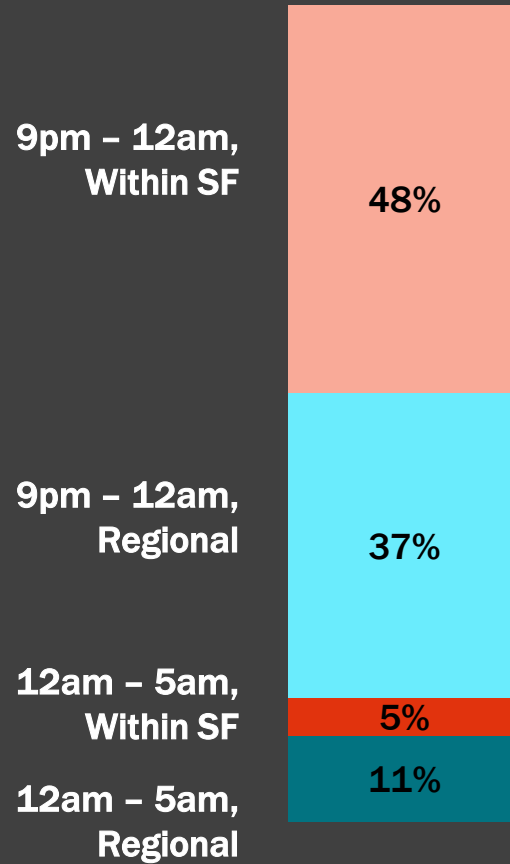 9pm – 12am,
Within SF
48%
9pm – 12am,
Regional
37%
12am – 5am,
Within SF
5%
12am – 5am,
Regional
11%